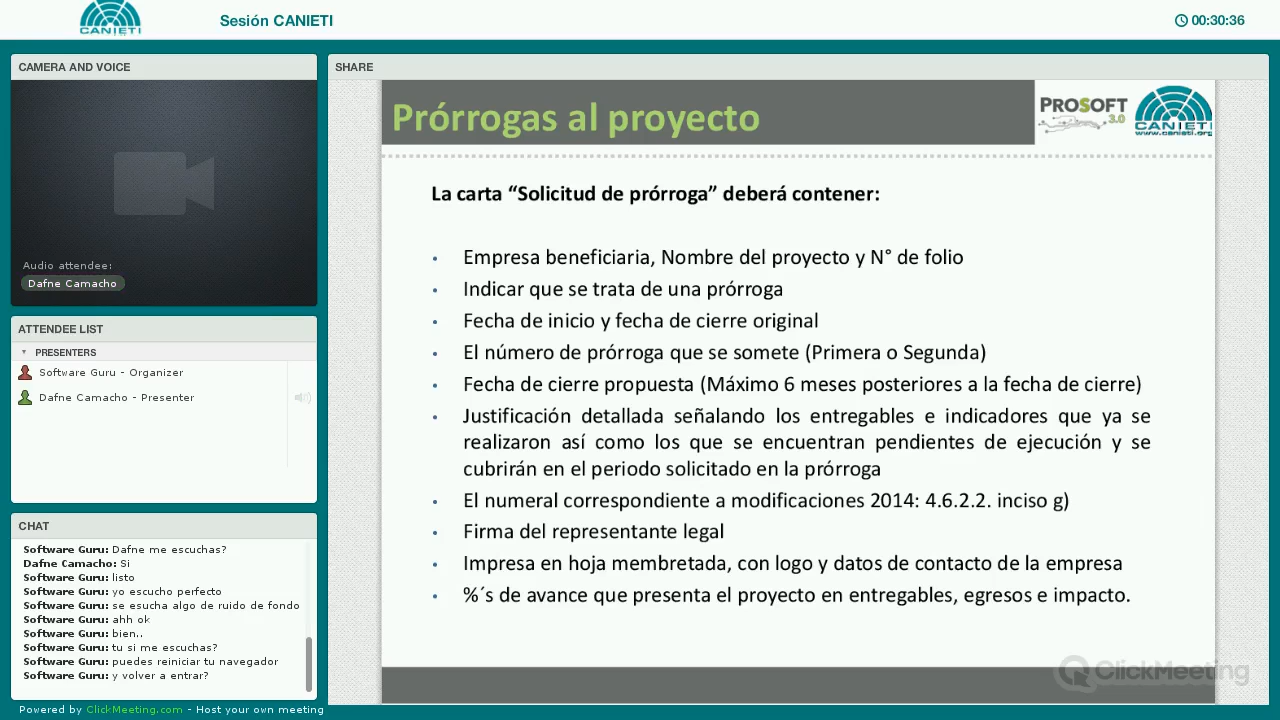 CANIETI
Sesión CANIETI
00:30:36
CAMERA AND VOICE
Audio attendee:
Dafne Camacho
ATTENDEE LIST
PRESENTERS
Software Guru - Organizer
Dafne Camacho - Presenter
CHAT
Software Guru: Dafne me escuchas?
Dafne Camacho: Si
Software Guru: listo
Software Guru: yo escucho perfecto
Software Guru: se esucha algo de ruido de fondo
Software Guru: ahh ok
Software Guru: bien..
Software Guru: tu si me escuchas?
Software Guru: puedes reiniciar tu navegador
Software Guru: y volver a entrar?
Powered by ClickMeeting.com - Host your own meeting
SHARE
Prórrogas al proyecto
PROSOFT
3.0
CANIETI
www.canieti.org
La carta “Solicitud de prórroga” deberá contener:
• Empresa beneficiaria, Nombre del proyecto y N° de folio
• Indicar que se trata de una prórroga
• Fecha de inicio y fecha de cierre original
• El número de prórroga que se somete (Primera o Segunda)
• Fecha de cierre propuesta (Máximo 6 meses posteriores a la fecha de cierre)
• Justificación detallada señalando los entregables e indicadores que ya se
realizaron así como los que se encuentran pendientes de ejecución y se
cubrirán en el periodo solicitado en la prórroga
• El numeral correspondiente a modificaciones 2014: 4.6.2.2. inciso g)
• Firma del representante legal
• Impresa en hoja membretada, con logo y datos de contacto de la empresa
• %´s de avance que presenta el proyecto en entregables, egresos e impacto.
ClickMeeting